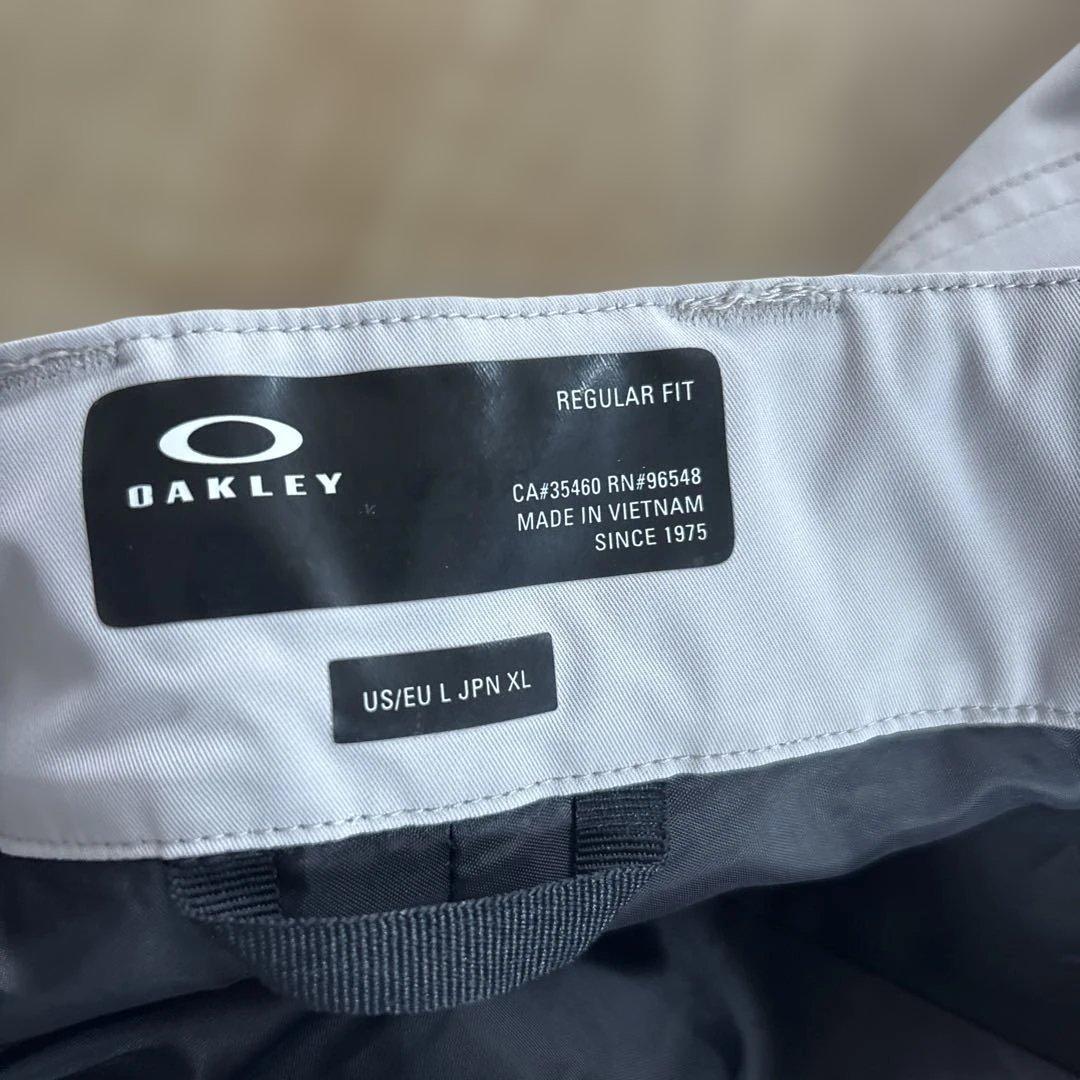 OAKLEY
REGULAR FIT
CA#35460 RN#96548
MADE IN VIETNAM
SINCE 1975
US/EU L JPN XL